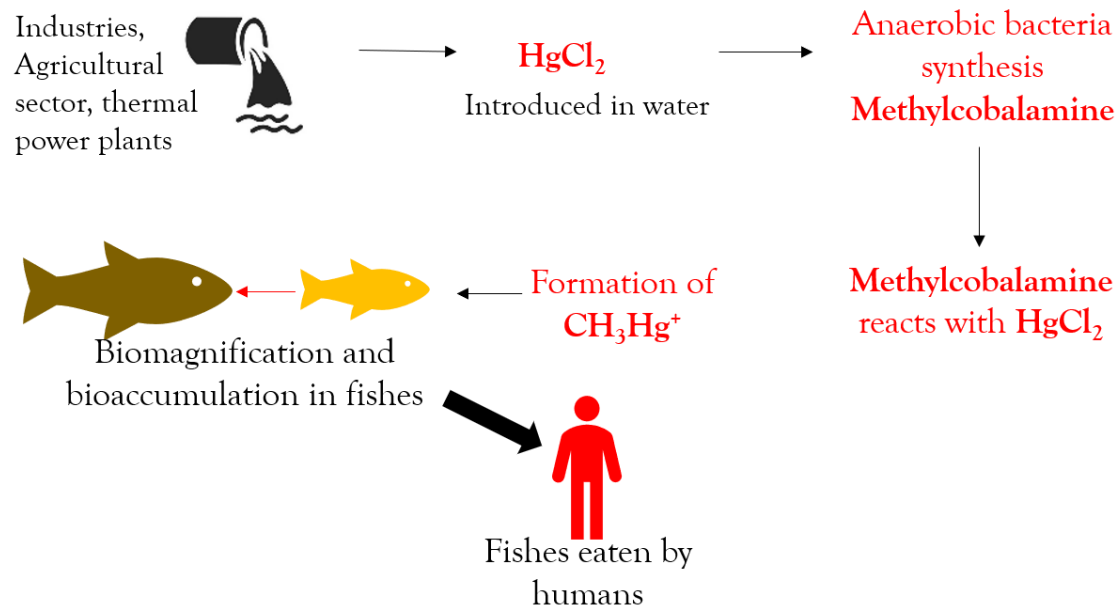 Industries,
Agricultural
sector, thermal
power plants
HgCl₂
Introduced in water
Anaerobic bacteria
synthesis
Methylcobalamine
Methylcobalamine
reacts with HgCl₂
Formation of
CH₃Hg⁺
Biomagnification and
bioaccumulation in fishes
Fishes eaten by
humans